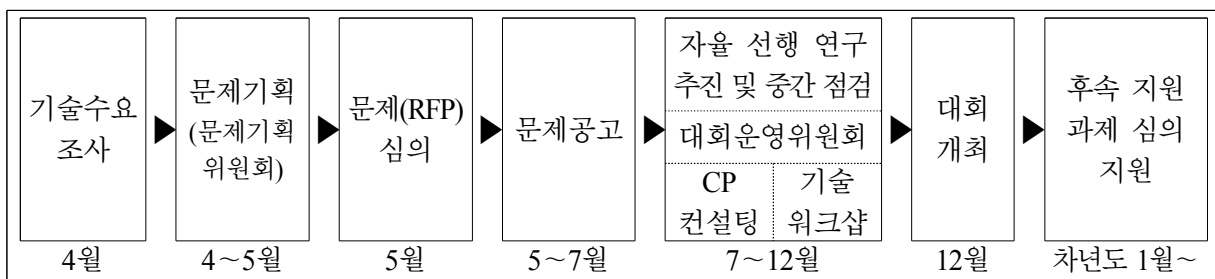 기술수요
조사
4월
문제기획
(문제기획
위원회)
4～5월
문제(RFP)
심의
5월
문제공고
5～7월
자율 선행 연구
추진 및 중간 점검
대회운영위원회
CP
컨설팅
기술
워크샵
7～12월
대회
개최
12월
후속 지원
과제 심의
지원
차년도 1월～